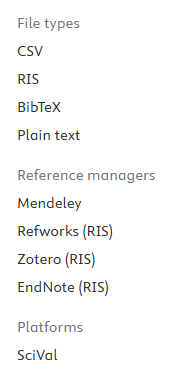 File types
CSV
RIS
BibTeX
Plain text
Reference managers
Mendeley
Refworks (RIS)
Zotero (RIS)
EndNote (RIS)
Platforms
SciVal